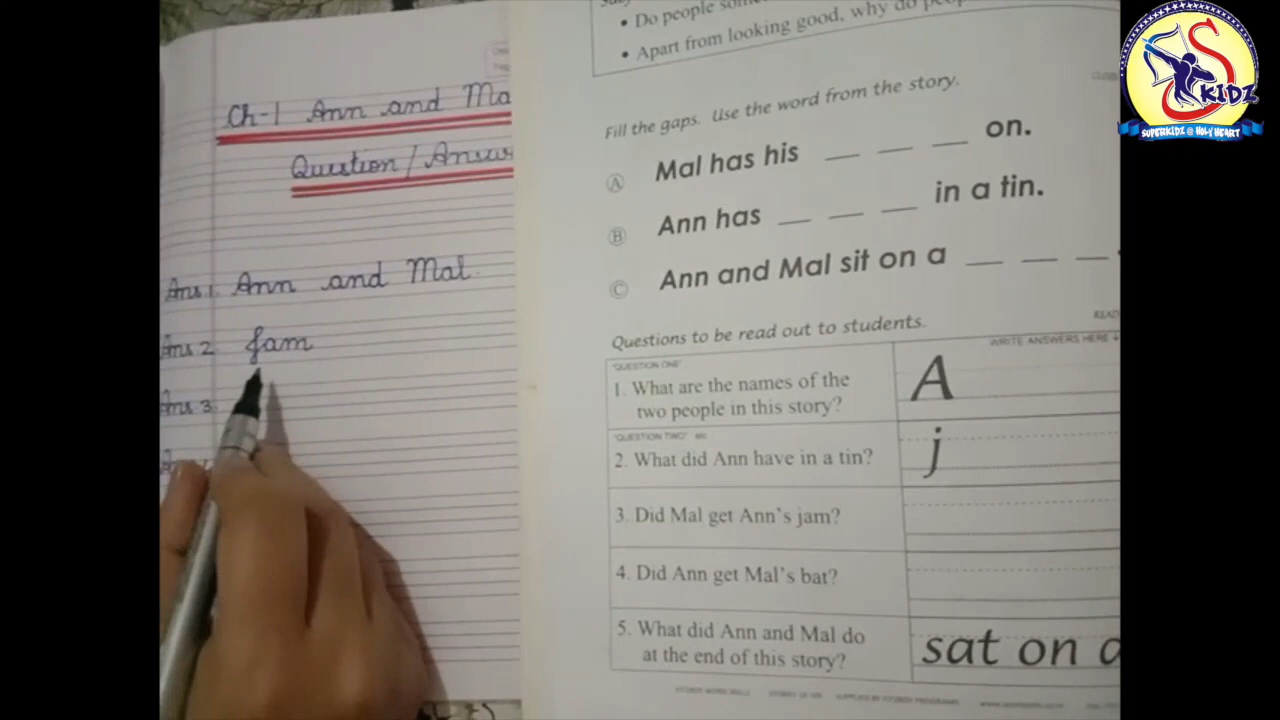 Ch-1 Ann and Ma
Question/Answ
Ans 1. Ann and Mal.
Ans 2 Jam
Ans 3
• Do people som
• Apart from looking good, why do peop
Fill the gaps. Use the word from the story.
A Mal has his _ _ _ on.
B Ann has _ _ _ in a tin.
C Ann and Mal sit on a _ _ _.
Questions to be read out to students.
READ
"QUESTION ONE"
WRITE ANSWERS HERE
1. What are the names of the
two people in this story?
A
"QUESTION TWO" etc
2. What did Ann have in a tin?
j
3. Did Mal get Ann's jam?
4. Did Ann get Mal's bat?
5. What did Ann and Mal do
at the end of this story?
sat on a
S
KIDZ
SUPERKIDZ @ HOLY HEART